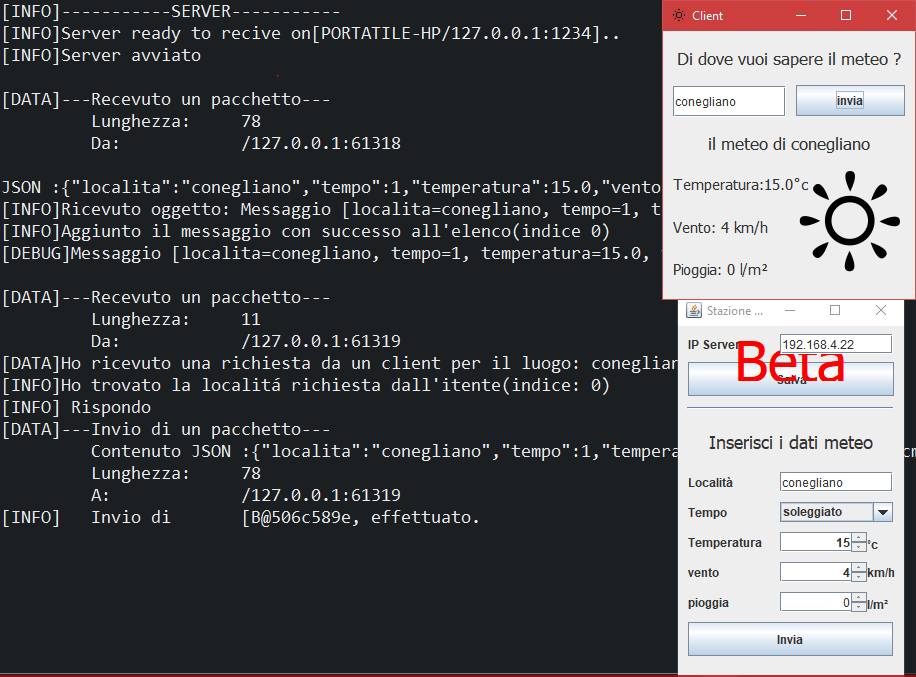 [INFO]-----------SERVER-----------
[INFO]Server ready to recive on[PORTATILE-HP/127.0.0.1:1234]..
[INFO]Server avviato
[DATA]---Recevuto un pacchetto---
Lunghezza: 78
Da: /127.0.0.1:61318
JSON :{"localita":"conegliano","tempo":1,"temperatura":15.0,"vento
[INFO]Ricevuto oggetto: Messaggio [localita=conegliano, tempo=1, t
[INFO]Aggiunto il messaggio con successo all'elenco(indice 0)
[DEBUG]Messaggio [localita=conegliano, tempo=1, temperatura=15.0,
[DATA]---Recevuto un pacchetto---
Lunghezza: 11
Da: /127.0.0.1:61319
[DATA]Ho ricevuto una richiesta da un client per il luogo: coneglian
[INFO]Ho trovato la localitá richiesta dall'itente(indice: 0)
[INFO] Rispondo
[DATA]---Invio di un pacchetto---
Contenuto JSON :{"localita":"conegliano","tempo":1,"tempera
Lunghezza: 78
A: /127.0.0.1:61319
[INFO] Invio di [B@506c589e, effettuato.
Client
Di dove vuoi sapere il meteo ?
conegliano invia
il meteo di conegliano
Temperatura:15.0°c
Vento: 4 km/h
Pioggia: 0 l/m²
Stazione ...
IP Server 192.168.4.22
Beta
Salva
Inserisci i dati meteo
Località conegliano
Tempo soleggiato
Temperatura 15 °c
vento 4 km/h
pioggia 0 l/m²
Invia